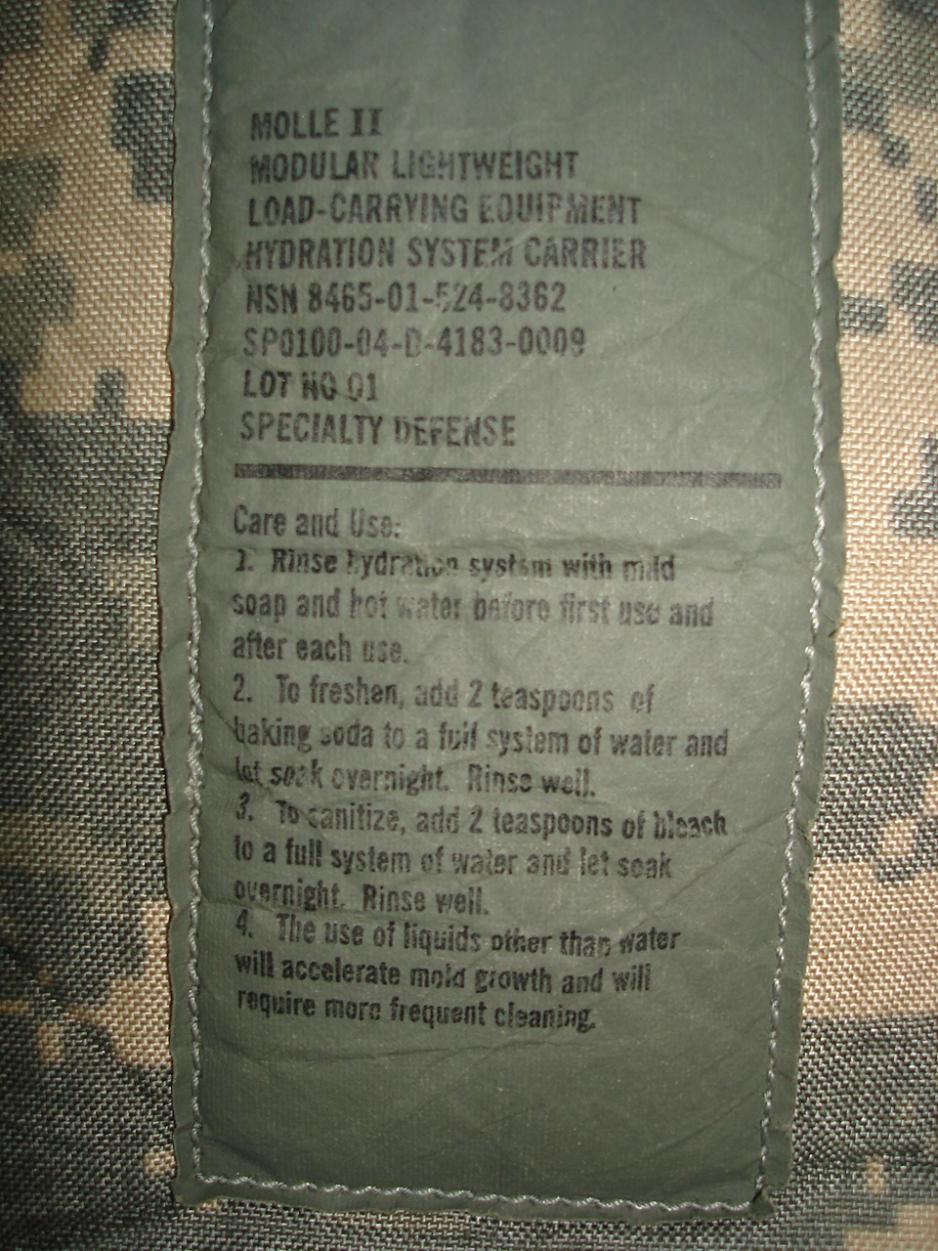 MOLLE II
MODULAR LIGHTWEIGHT
LOAD-CARRYING EQUIPMENT
HYDRATION SYSTEM CARRIER
NSN 8465-01-524-8362
SP0100-04-D-4183-0009
LOT NO 01
SPECIALTY DEFENSE
Care and Use:
1. Rinse hydration system with mild
soap and hot water before first use and
after each use.
2. To freshen, add 2 teaspoons of
baking soda to a full system of water and
let soak overnight. Rinse well.
3. To sanitize, add 2 teaspoons of bleach
to a full system of water and let soak
overnight. Rinse well.
4. The use of liquids other than water
will accelerate mold growth and will
require more frequent cleaning.